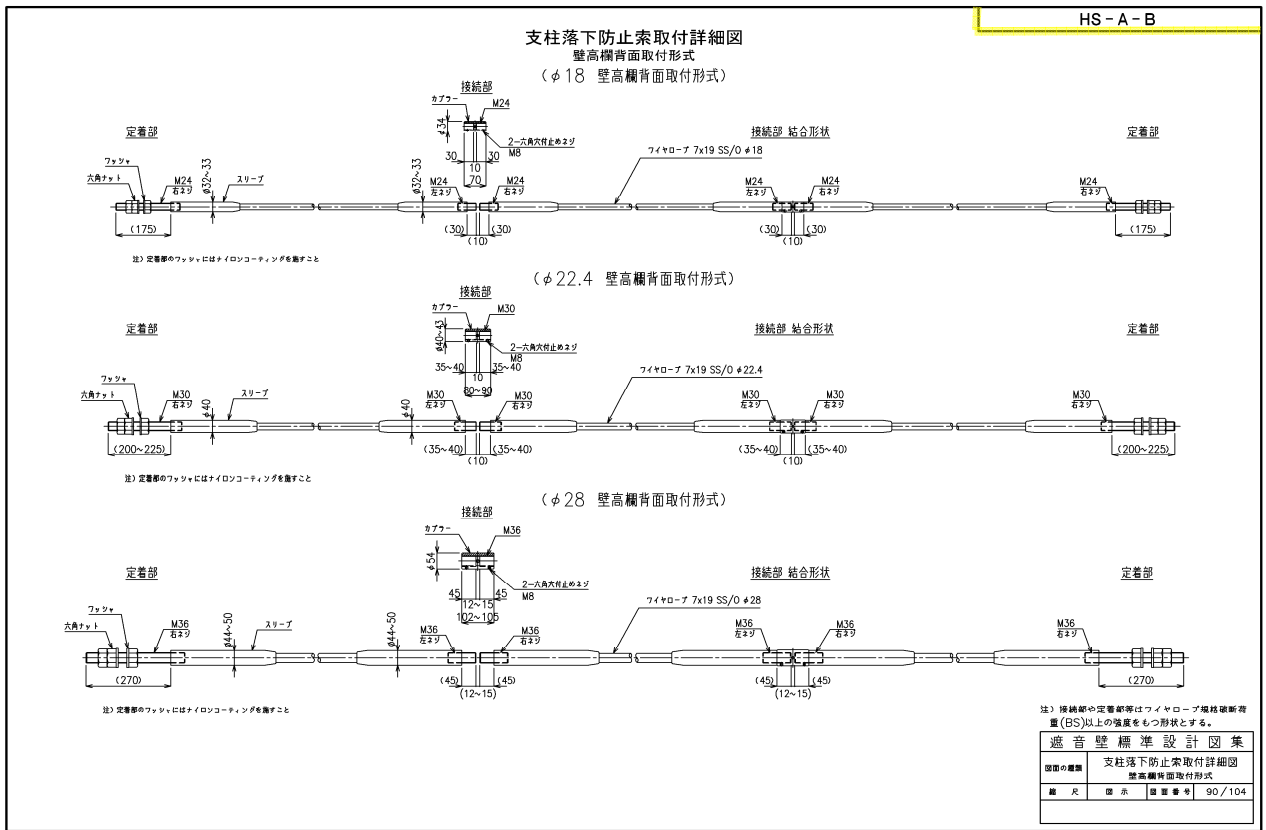 HS-A-B
支柱落下防止索取付詳細図
壁高欄背面取付形式
(φ18 壁高欄背面取付形式)
接続部
カプラー
M24
φ34
2-六角穴付止めネジ
M8
30
30
10
70
定着部
接続部 結合形状
定着部
ワッシャ
六角ナット
M24
右ネジ
φ32~33
スリーブ
φ32~33
M24
左ネジ
M24
右ネジ
ワイヤロープ 7x19 SS/O φ18
M24
左ネジ
M24
右ネジ
M24
右ネジ
(175)
(30)
(30)
(10)
(30)
(30)
(10)
(175)
注) 定着部のワッシャにはナイロンコーティングを施すこと
(φ22.4 壁高欄背面取付形式)
接続部
カプラー
M30
φ40~43
2-六角穴付止めネジ
M8
35~40
35~40
10
80~90
定着部
接続部 結合形状
定着部
ワッシャ
六角ナット
M30
右ネジ
φ40
スリーブ
φ40
M30
左ネジ
M30
右ネジ
ワイヤロープ 7x19 SS/O φ22.4
M30
左ネジ
M30
右ネジ
M30
右ネジ
(200~225)
(35~40)
(35~40)
(10)
(35~40)
(35~40)
(10)
(200~225)
注) 定着部のワッシャにはナイロンコーティングを施すこと
(φ28 壁高欄背面取付形式)
接続部
カプラー
M36
φ54
2-六角穴付止めネジ
M8
45
45
12~15
102~105
定着部
接続部 結合形状
定着部
ワッシャ
六角ナット
M36
右ネジ
φ44~50
スリーブ
φ44~50
M36
左ネジ
M36
右ネジ
ワイヤロープ 7x19 SS/O φ28
M36
左ネジ
M36
右ネジ
M36
右ネジ
(270)
(45)
(45)
(12~15)
(45)
(45)
(12~15)
(270)
注) 定着部のワッシャにはナイロンコーティングを施すこと
注) 接続部や定着部等はワイヤロープ規格破断荷
重(BS)以上の強度をもつ形状とする。
遮音壁標準設計図集
図面の種類
支柱落下防止索取付詳細図
壁高欄背面取付形式
縮尺
図示
図面番号
90/104